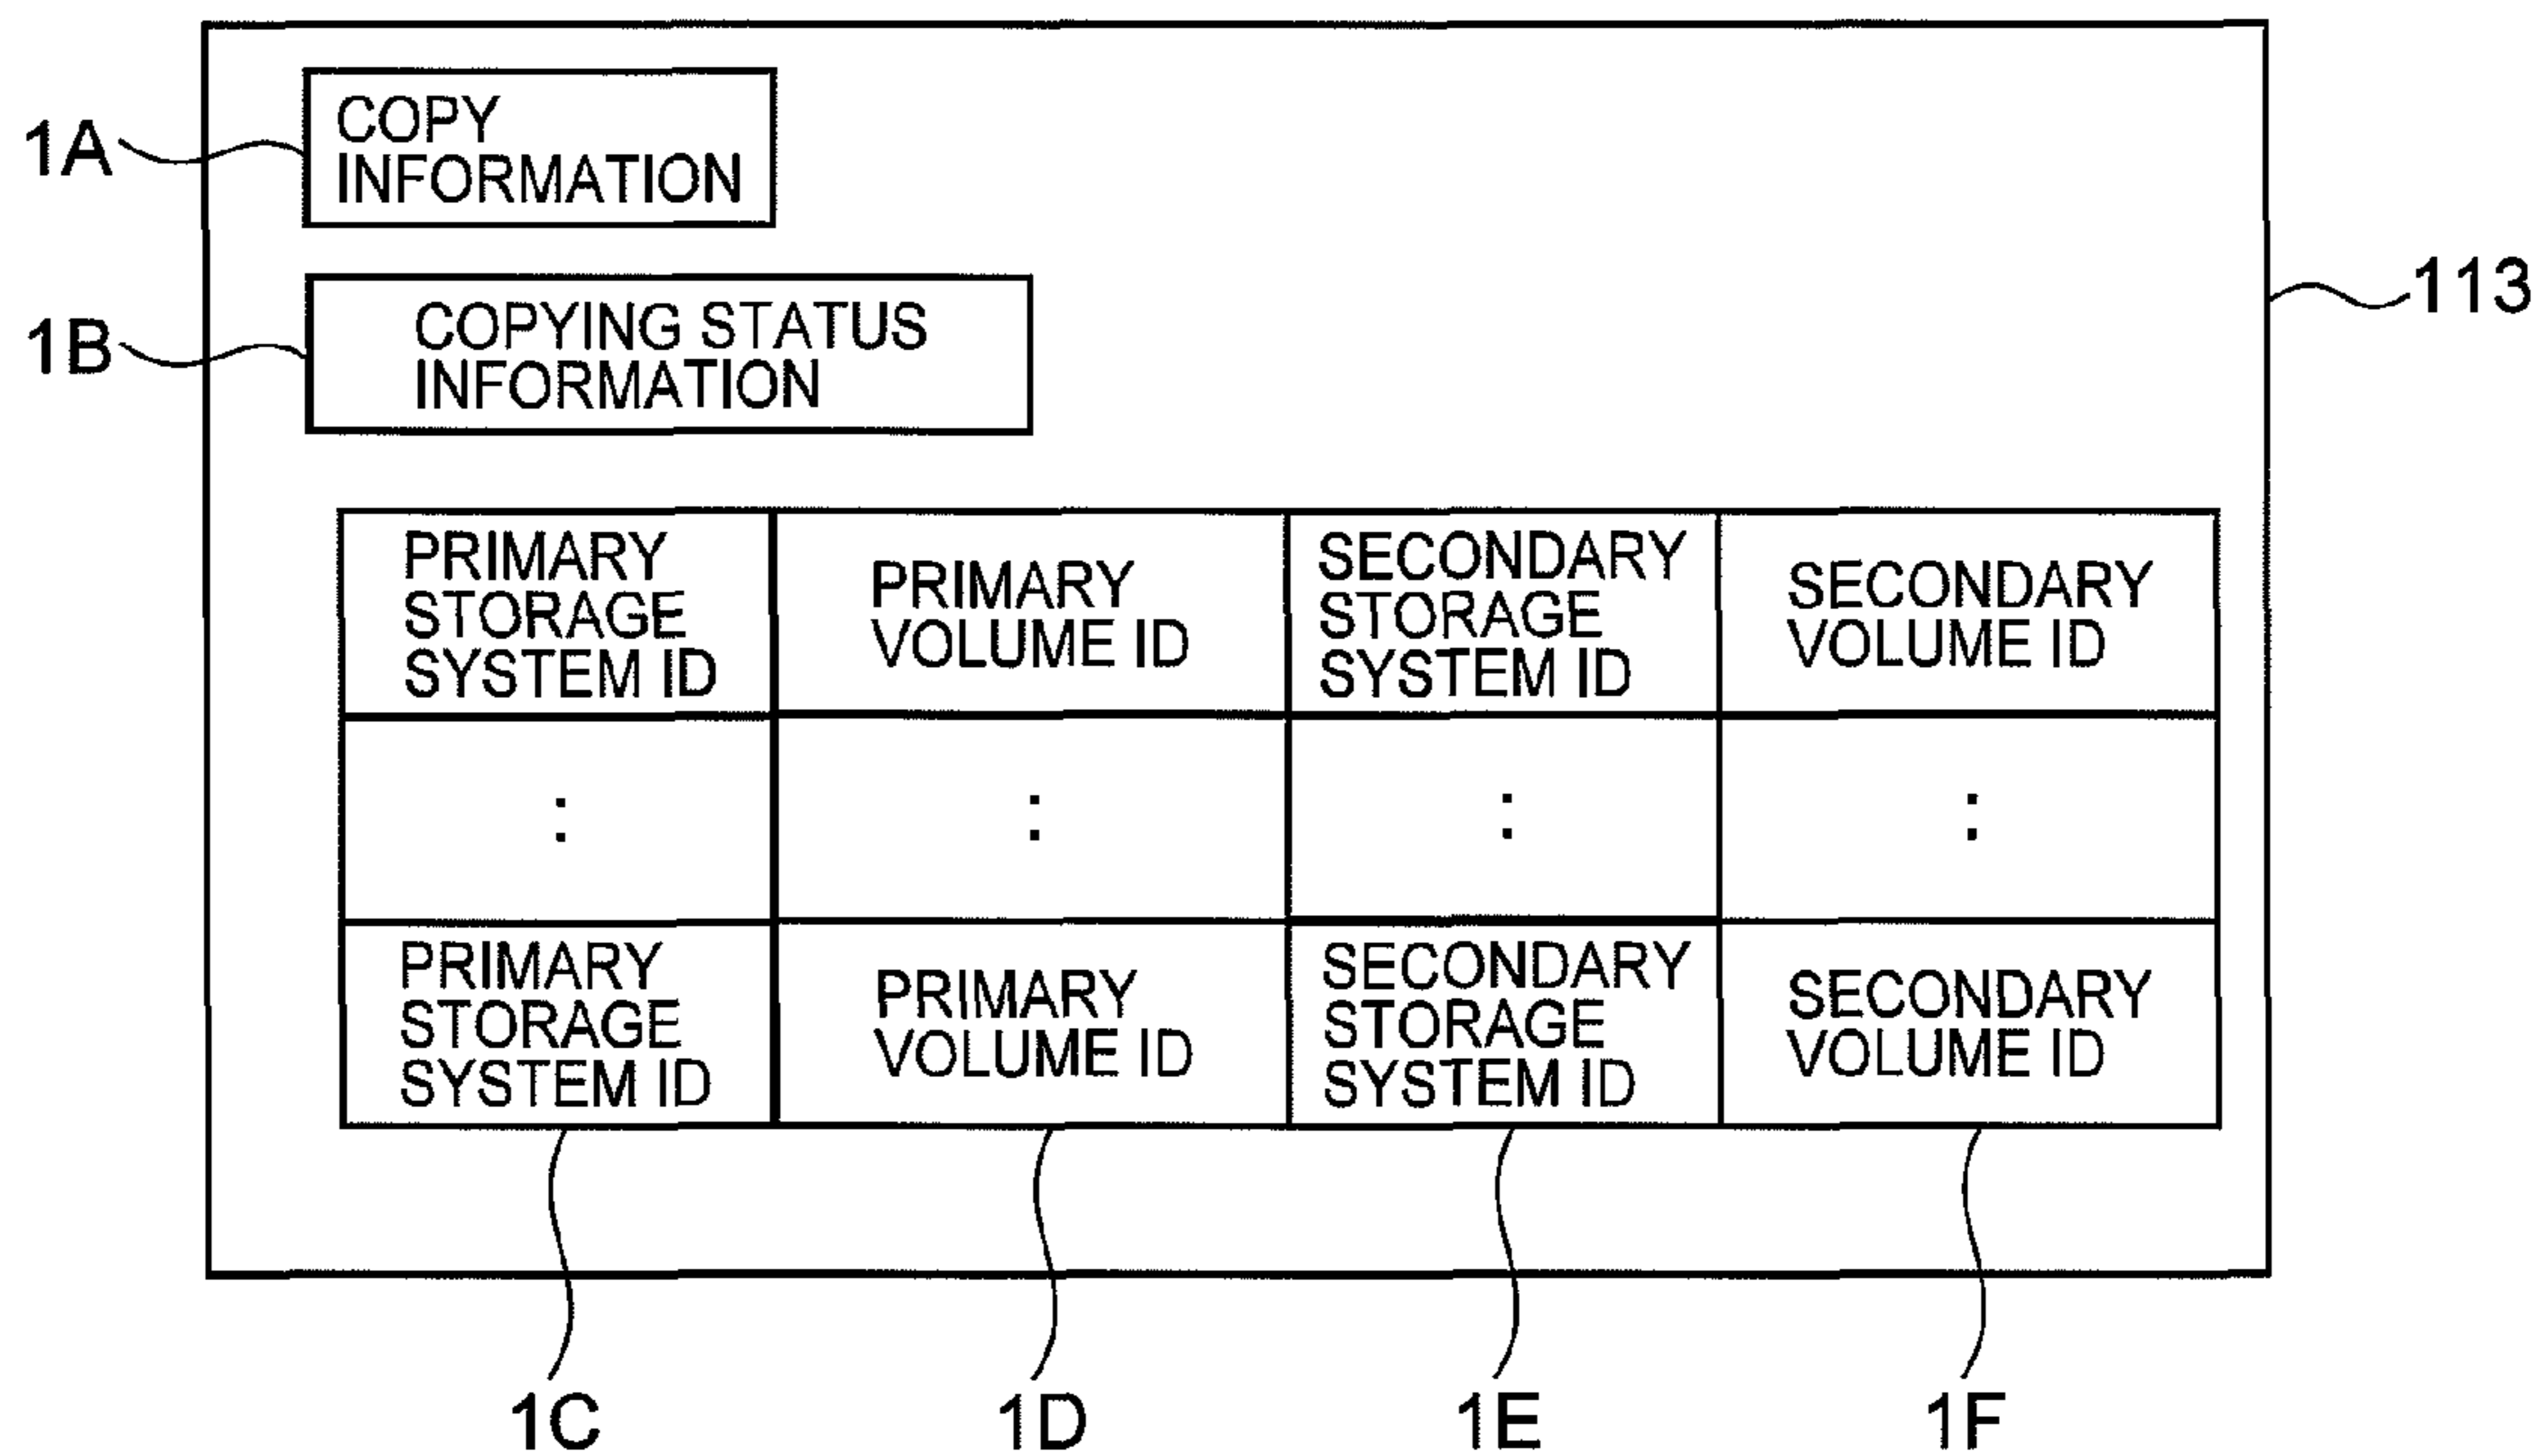 COPY
INFORMATION
1A
113
COPYING STATUS
INFORMATION
1B
PRIMARY
STORAGE
SYSTEM ID
PRIMARY
VOLUME ID
SECONDARY
STORAGE
SYSTEM ID
SECONDARY
VOLUME ID
:
:
:
:
PRIMARY
STORAGE
SYSTEM ID
PRIMARY
VOLUME ID
SECONDARY
STORAGE
SYSTEM ID
SECONDARY
VOLUME ID
1C
1D
1E
1F